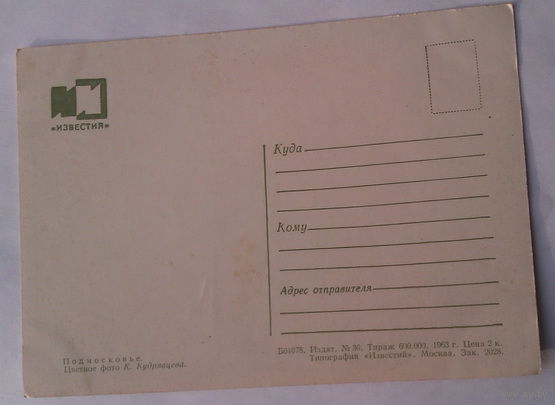 «ИЗВЕСТИЯ»
Куда
Кому
Адрес отправителя
Подмосковье.
Цветное фото К. Кудрявцева.
Б01078. Издат. № 30. Тираж 600.000. 1963 г. Цена 2 к.
Типография «Известий». Москва. Зак. 2028.